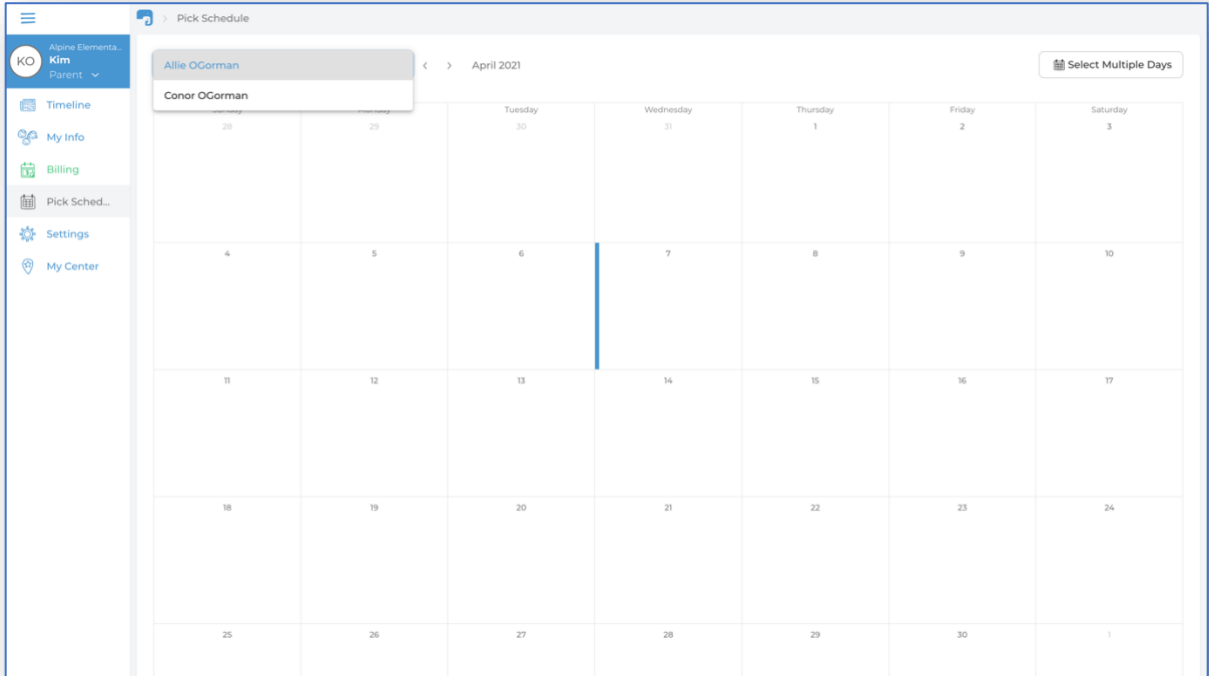 Pick Schedule
Alpine Elementa...
KO
Kim
Parent
Timeline
My Info
Billing
Pick Sched...
Settings
My Center
Allie OGorman
Conor OGorman
April 2021
Select Multiple Days
Tuesday Wednesday Thursday Friday Saturday
28 29 30 31 1 2 3
4 5 6 7 8 9 10
11 12 13 14 15 16 17
18 19 20 21 22 23 24
25 26 27 28 29 30 1